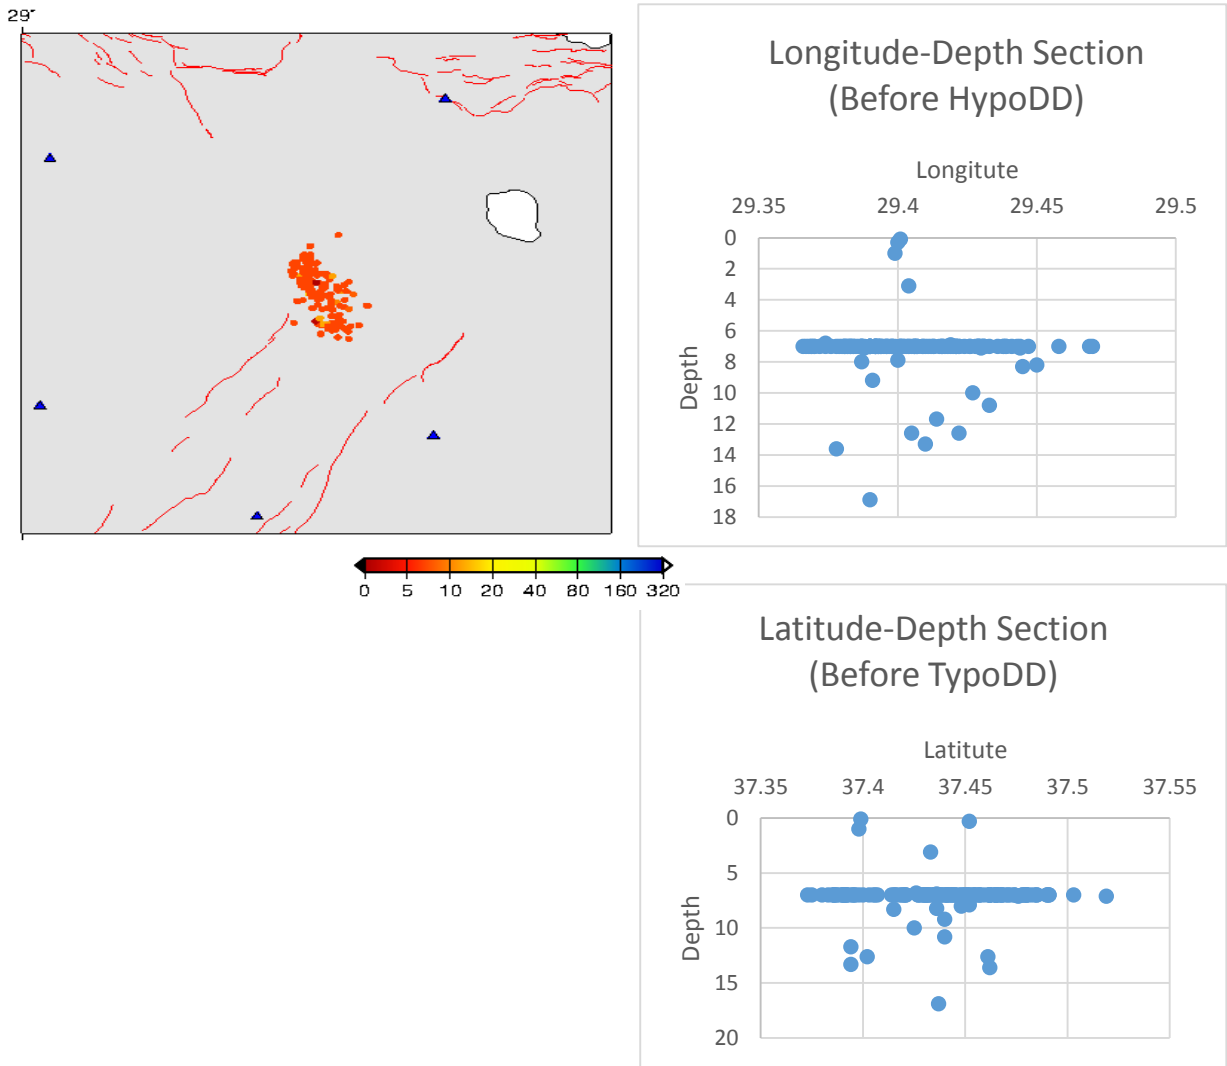 29°
Longitude-Depth Section
(Before HypoDD)
Longitute
29.35 29.4 29.45 29.5
0
2
4
6
8
10
12
14
16
18
Depth
0 5 10 20 40 80 160 320
Latitude-Depth Section
(Before TypoDD)
Latitute
37.35 37.4 37.45 37.5 37.55
0
5
10
15
20
Depth